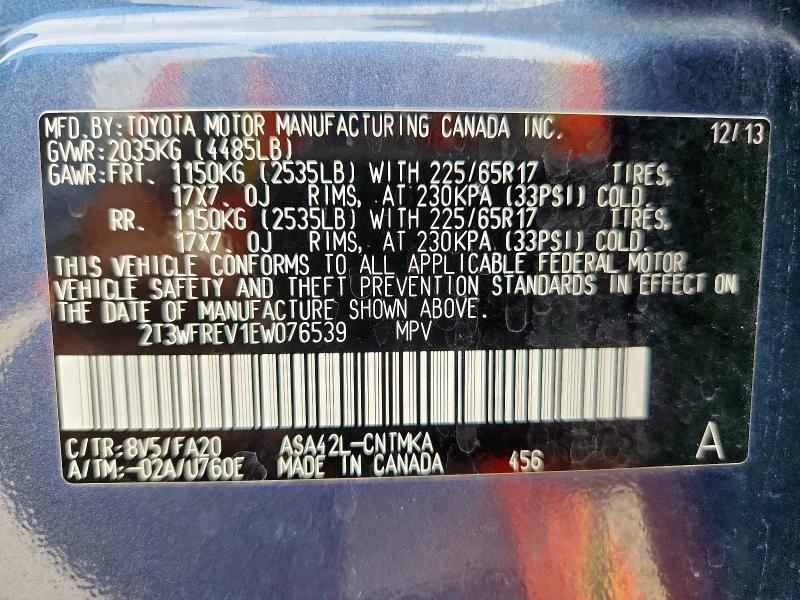 MFD. BY: TOYOTA MOTOR MANUFACTURING CANADA INC. 12/13
GVWR: 2035KG (4485LB)
GAWR: FRT. 1150KG (2535LB) WITH 225/65R17 TIRES,
17X7. 0J RIMS, AT 230KPA (33PSI) COLD.
RR. 1150KG (2535LB) WITH 225/65R17 TIRES,
17X7. 0J RIMS, AT 230KPA (33PSI) COLD.
THIS VEHICLE CONFORMS TO ALL APPLICABLE FEDERAL MOTOR
VEHICLE SAFETY AND THEFT PREVENTION STANDARDS IN EFFECT ON
THE DATE OF MANUFACTURE SHOWN ABOVE.
2T3WFREV1EW076539 MPV
C/TR: 8V5/FA20 ASA42L-CNTMKA A
A/TM: -02A/U760E MADE IN CANADA 456